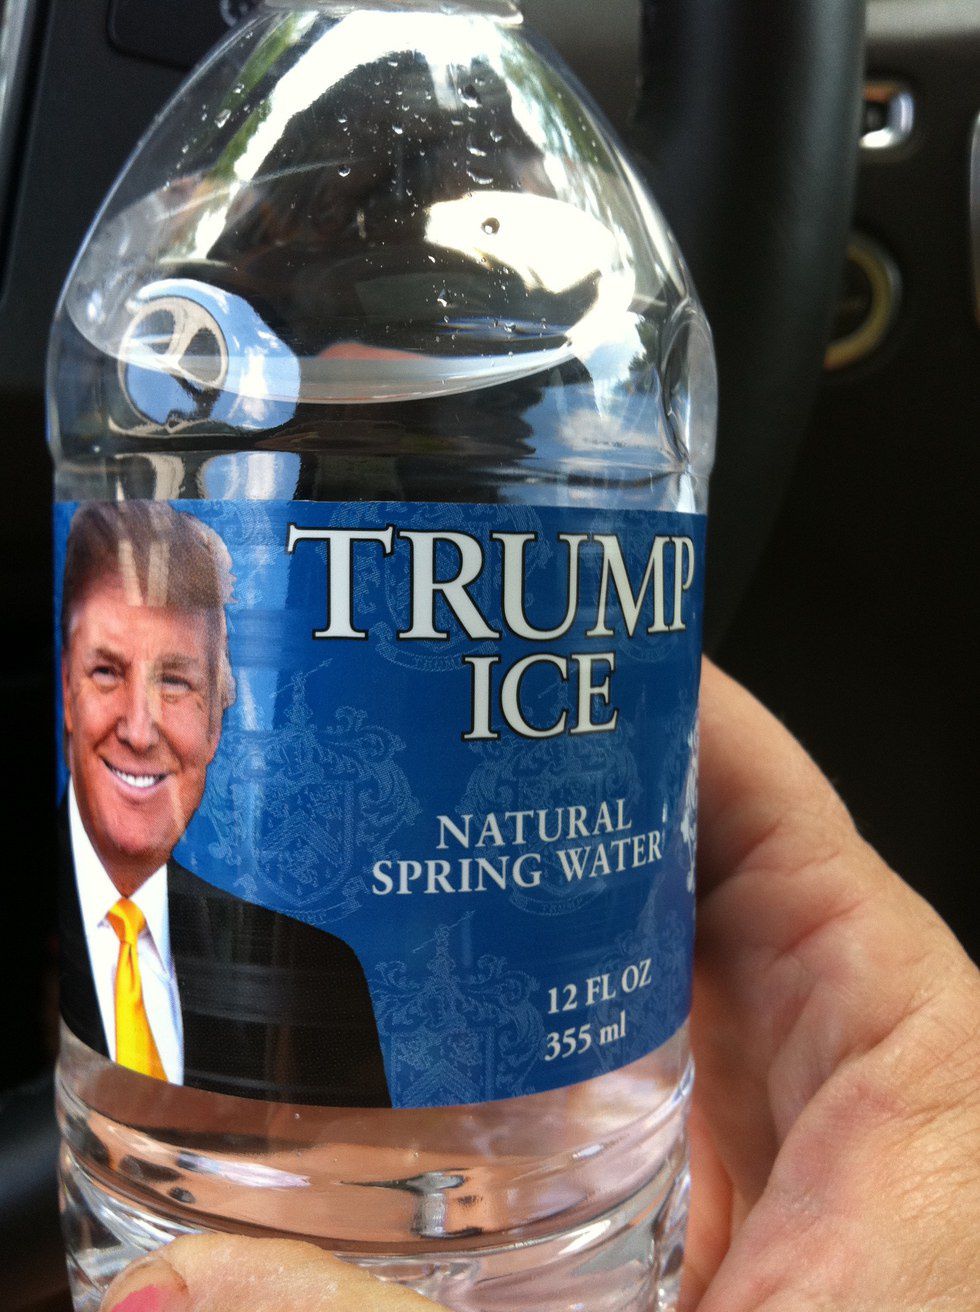 TRUMP
ICE
NATURAL
SPRING WATER
12 FL OZ
355 ml